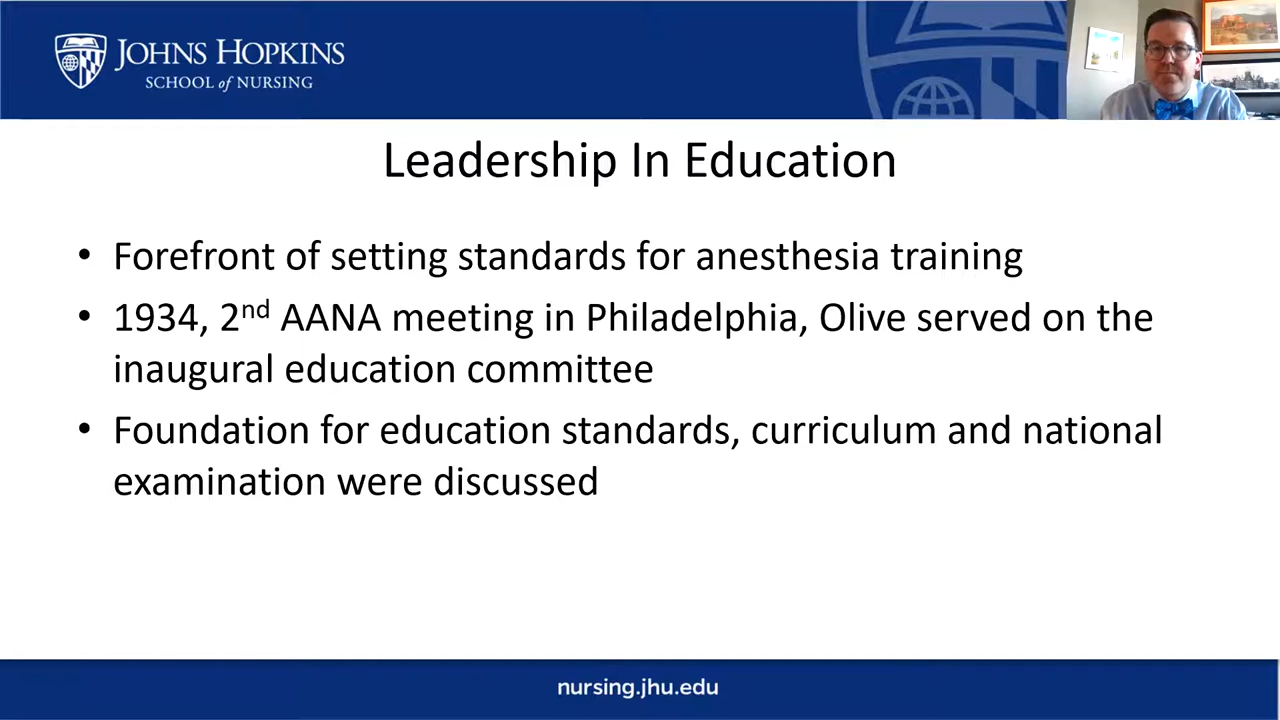 JOHNS HOPKINS
SCHOOL of NURSING
Leadership In Education
• Forefront of setting standards for anesthesia training
• 1934, 2nd AANA meeting in Philadelphia, Olive served on the
inaugural education committee
• Foundation for education standards, curriculum and national
examination were discussed
nursing.jhu.edu